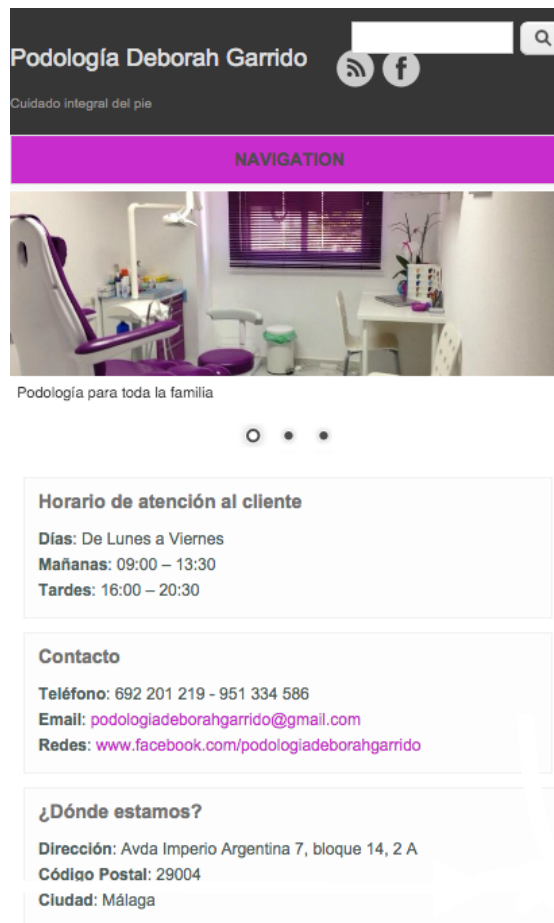 Podología Deborah Garrido
Cuidado integral del pie
NAVIGATION
Podología para toda la familia
Horario de atención al cliente
Días: De Lunes a Viernes
Mañanas: 09:00 – 13:30
Tardes: 16:00 – 20:30
Contacto
Teléfono: 692 201 219 - 951 334 586
Email: podologiadeborahgarrido@gmail.com
Redes: www.facebook.com/podologiadeborahgarrido
¿Dónde estamos?
Dirección: Avda Imperio Argentina 7, bloque 14, 2 A
Código Postal: 29004
Ciudad: Málaga